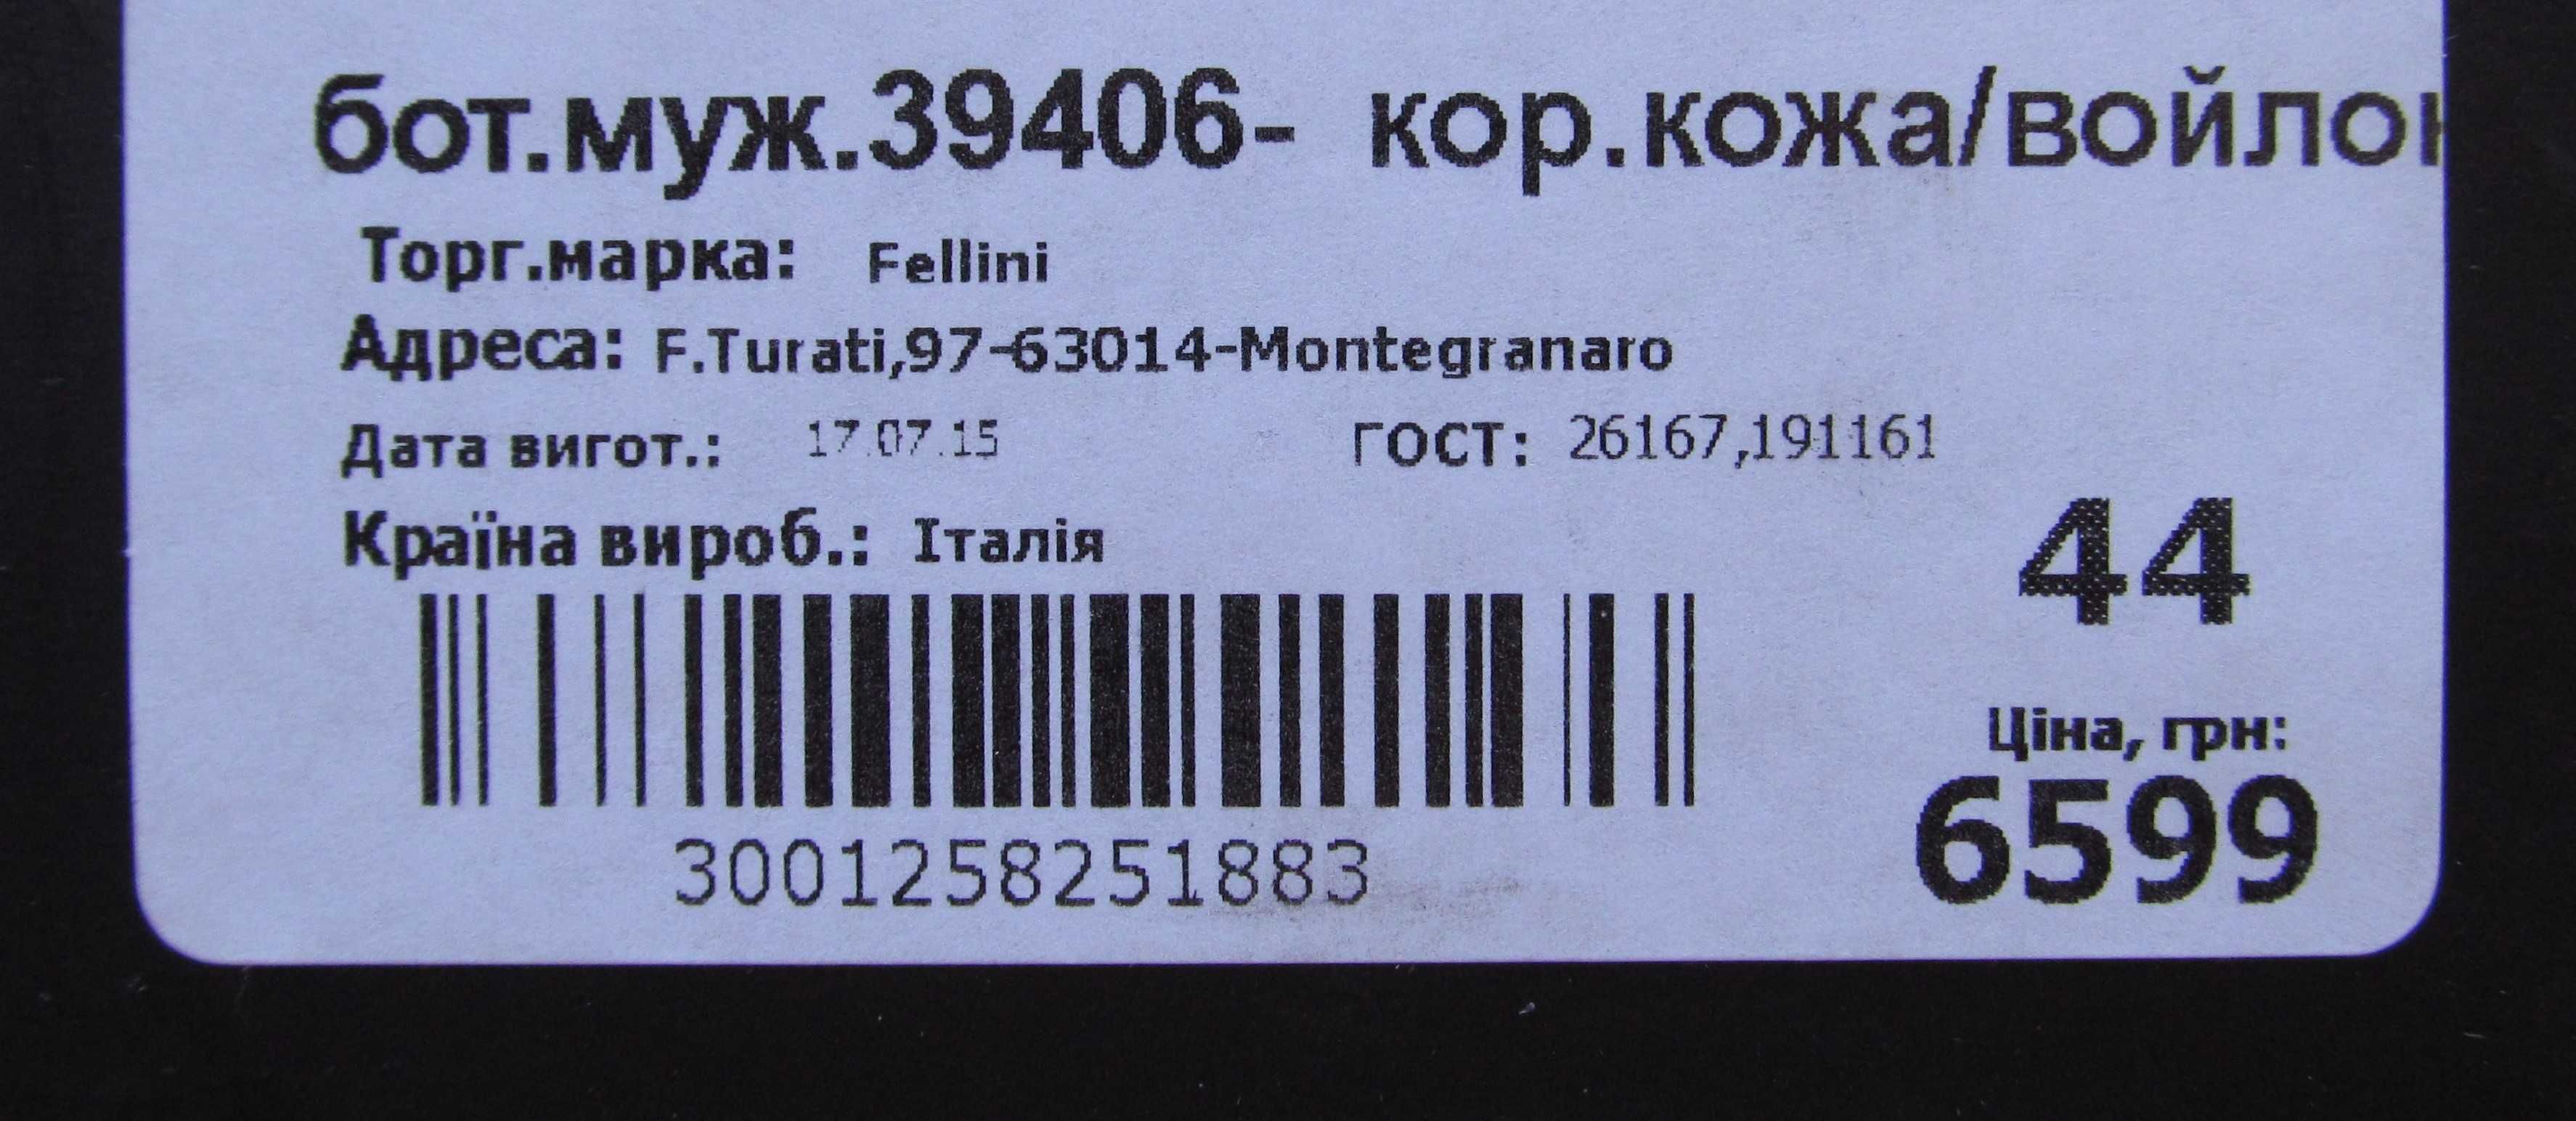 бот.муж.39406- кор.кожа/войлок
Торг.марка: Fellini
Адреса: F.Turati,97-63014-Montegranaro
Дата вигот.: 17.07.15 ГОСТ: 26167,191161
Країна вироб.: Італія
44
Ціна, грн:
6599
3001258251883